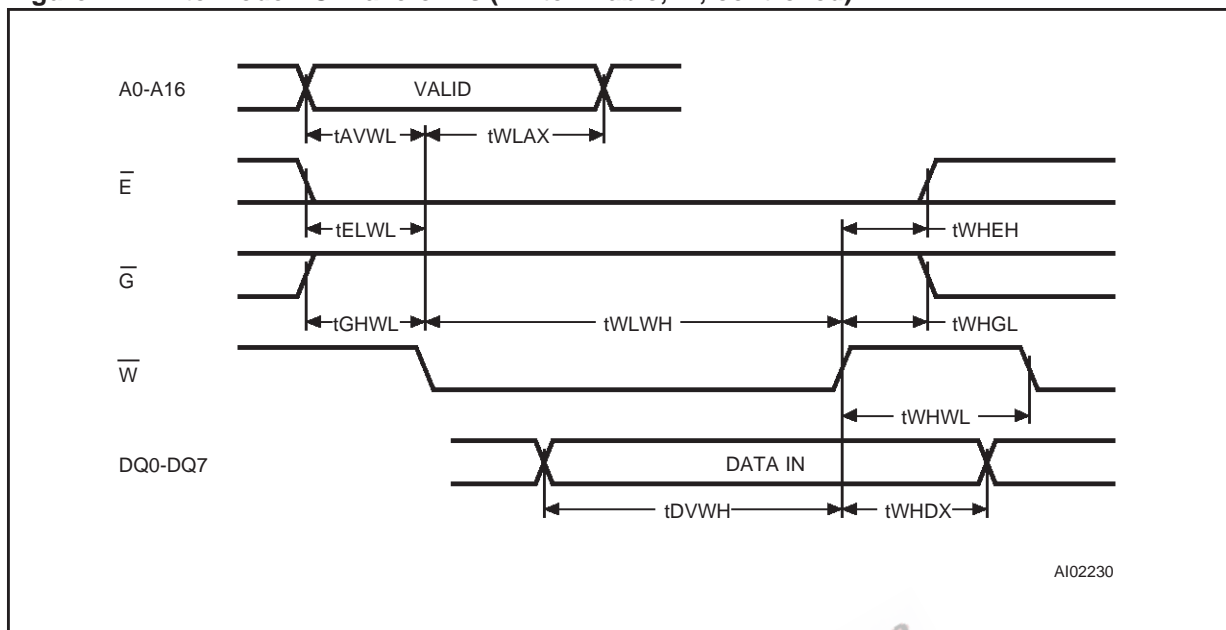 A0-A16
VALID
tAVWL
tWLAX
E
tELWL
tWHEH
G
tGHWL
tWLWH
tWHGL
W
tWHWL
DQ0-DQ7
DATA IN
tDVWH
tWHDX
AI02230